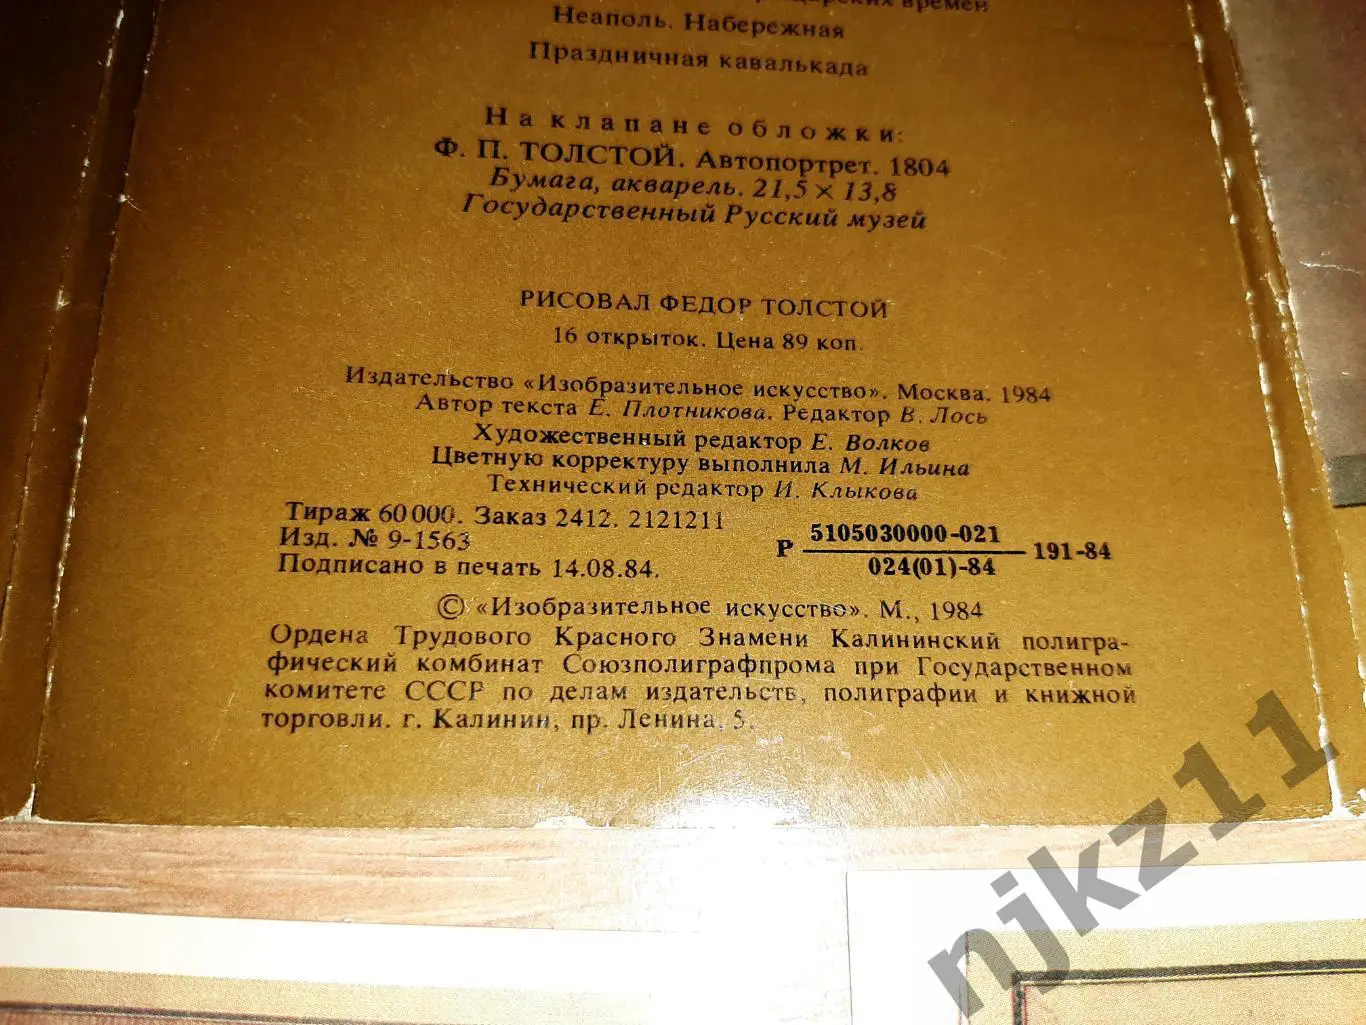 времен
Неаполь. Набережная
Праздничная кавалькада
На клапане обложки:
Ф. П. ТОЛСТОЙ. Автопортрет. 1804
Бумага, акварель. 21,5 × 13,8
Государственный Русский музей
РИСОВАЛ ФЕДОР ТОЛСТОЙ
16 открыток. Цена 89 коп.
Издательство «Изобразительное искусство». Москва. 1984
Автор текста Е. Плотникова. Редактор В. Лось
Художественный редактор Е. Волков
Цветную корректуру выполнила М. Ильина
Технический редактор И. Клыкова
Тираж 60 000. Заказ 2412. 2121211
Изд. № 9-1563
Подписано в печать 14.08.84.
Р 5105030000-021
024(01)-84 191-84
© «Изобразительное искусство». М., 1984
Ордена Трудового Красного Знамени Калининский полигра-
фический комбинат Союзполиграфпрома при Государственном
комитете СССР по делам издательств, полиграфии и книжной
торговли. г. Калинин, пр. Ленина, 5.
njkz11